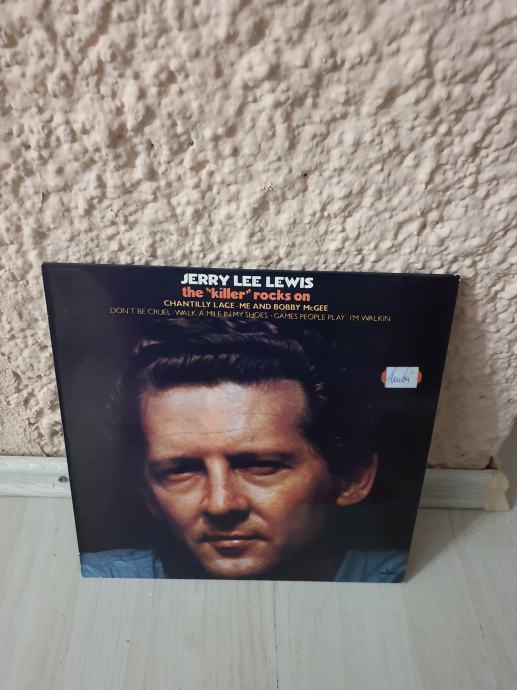 JERRY LEE LEWIS
the "killer" rocks on
CHANTILLY LACE · ME AND BOBBY McGEE
DON'T BE CRUEL · WALK A MILE IN MY SHOES · GAMES PEOPLE PLAY · I'M WALKIN